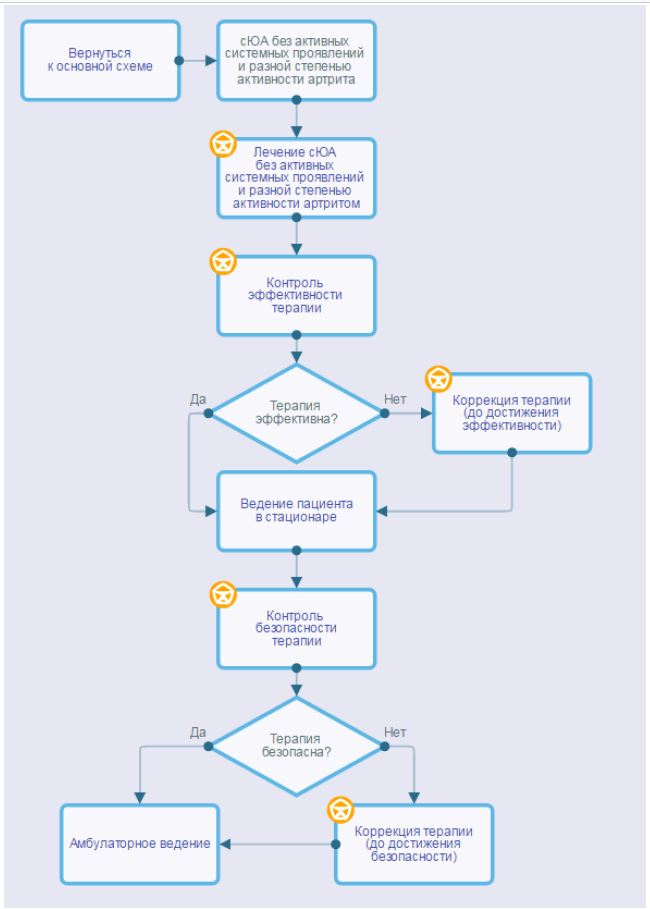 Вернуться
к основной схеме
сЮА без активных
системных проявлений
и разной степенью
активности артрита
Лечение сЮА
без активных
системных проявлений
и разной степенью
активности артритом
Контроль
эффективности
терапии
Да
Терапия
эффективна?
Нет
Коррекция терапии
(до достижения
эффективности)
Ведение пациента
в стационаре
Контроль
безопасности
терапии
Да
Терапия
безопасна?
Нет
Амбулаторное ведение
Коррекция терапии
(до достижения
безопасности)